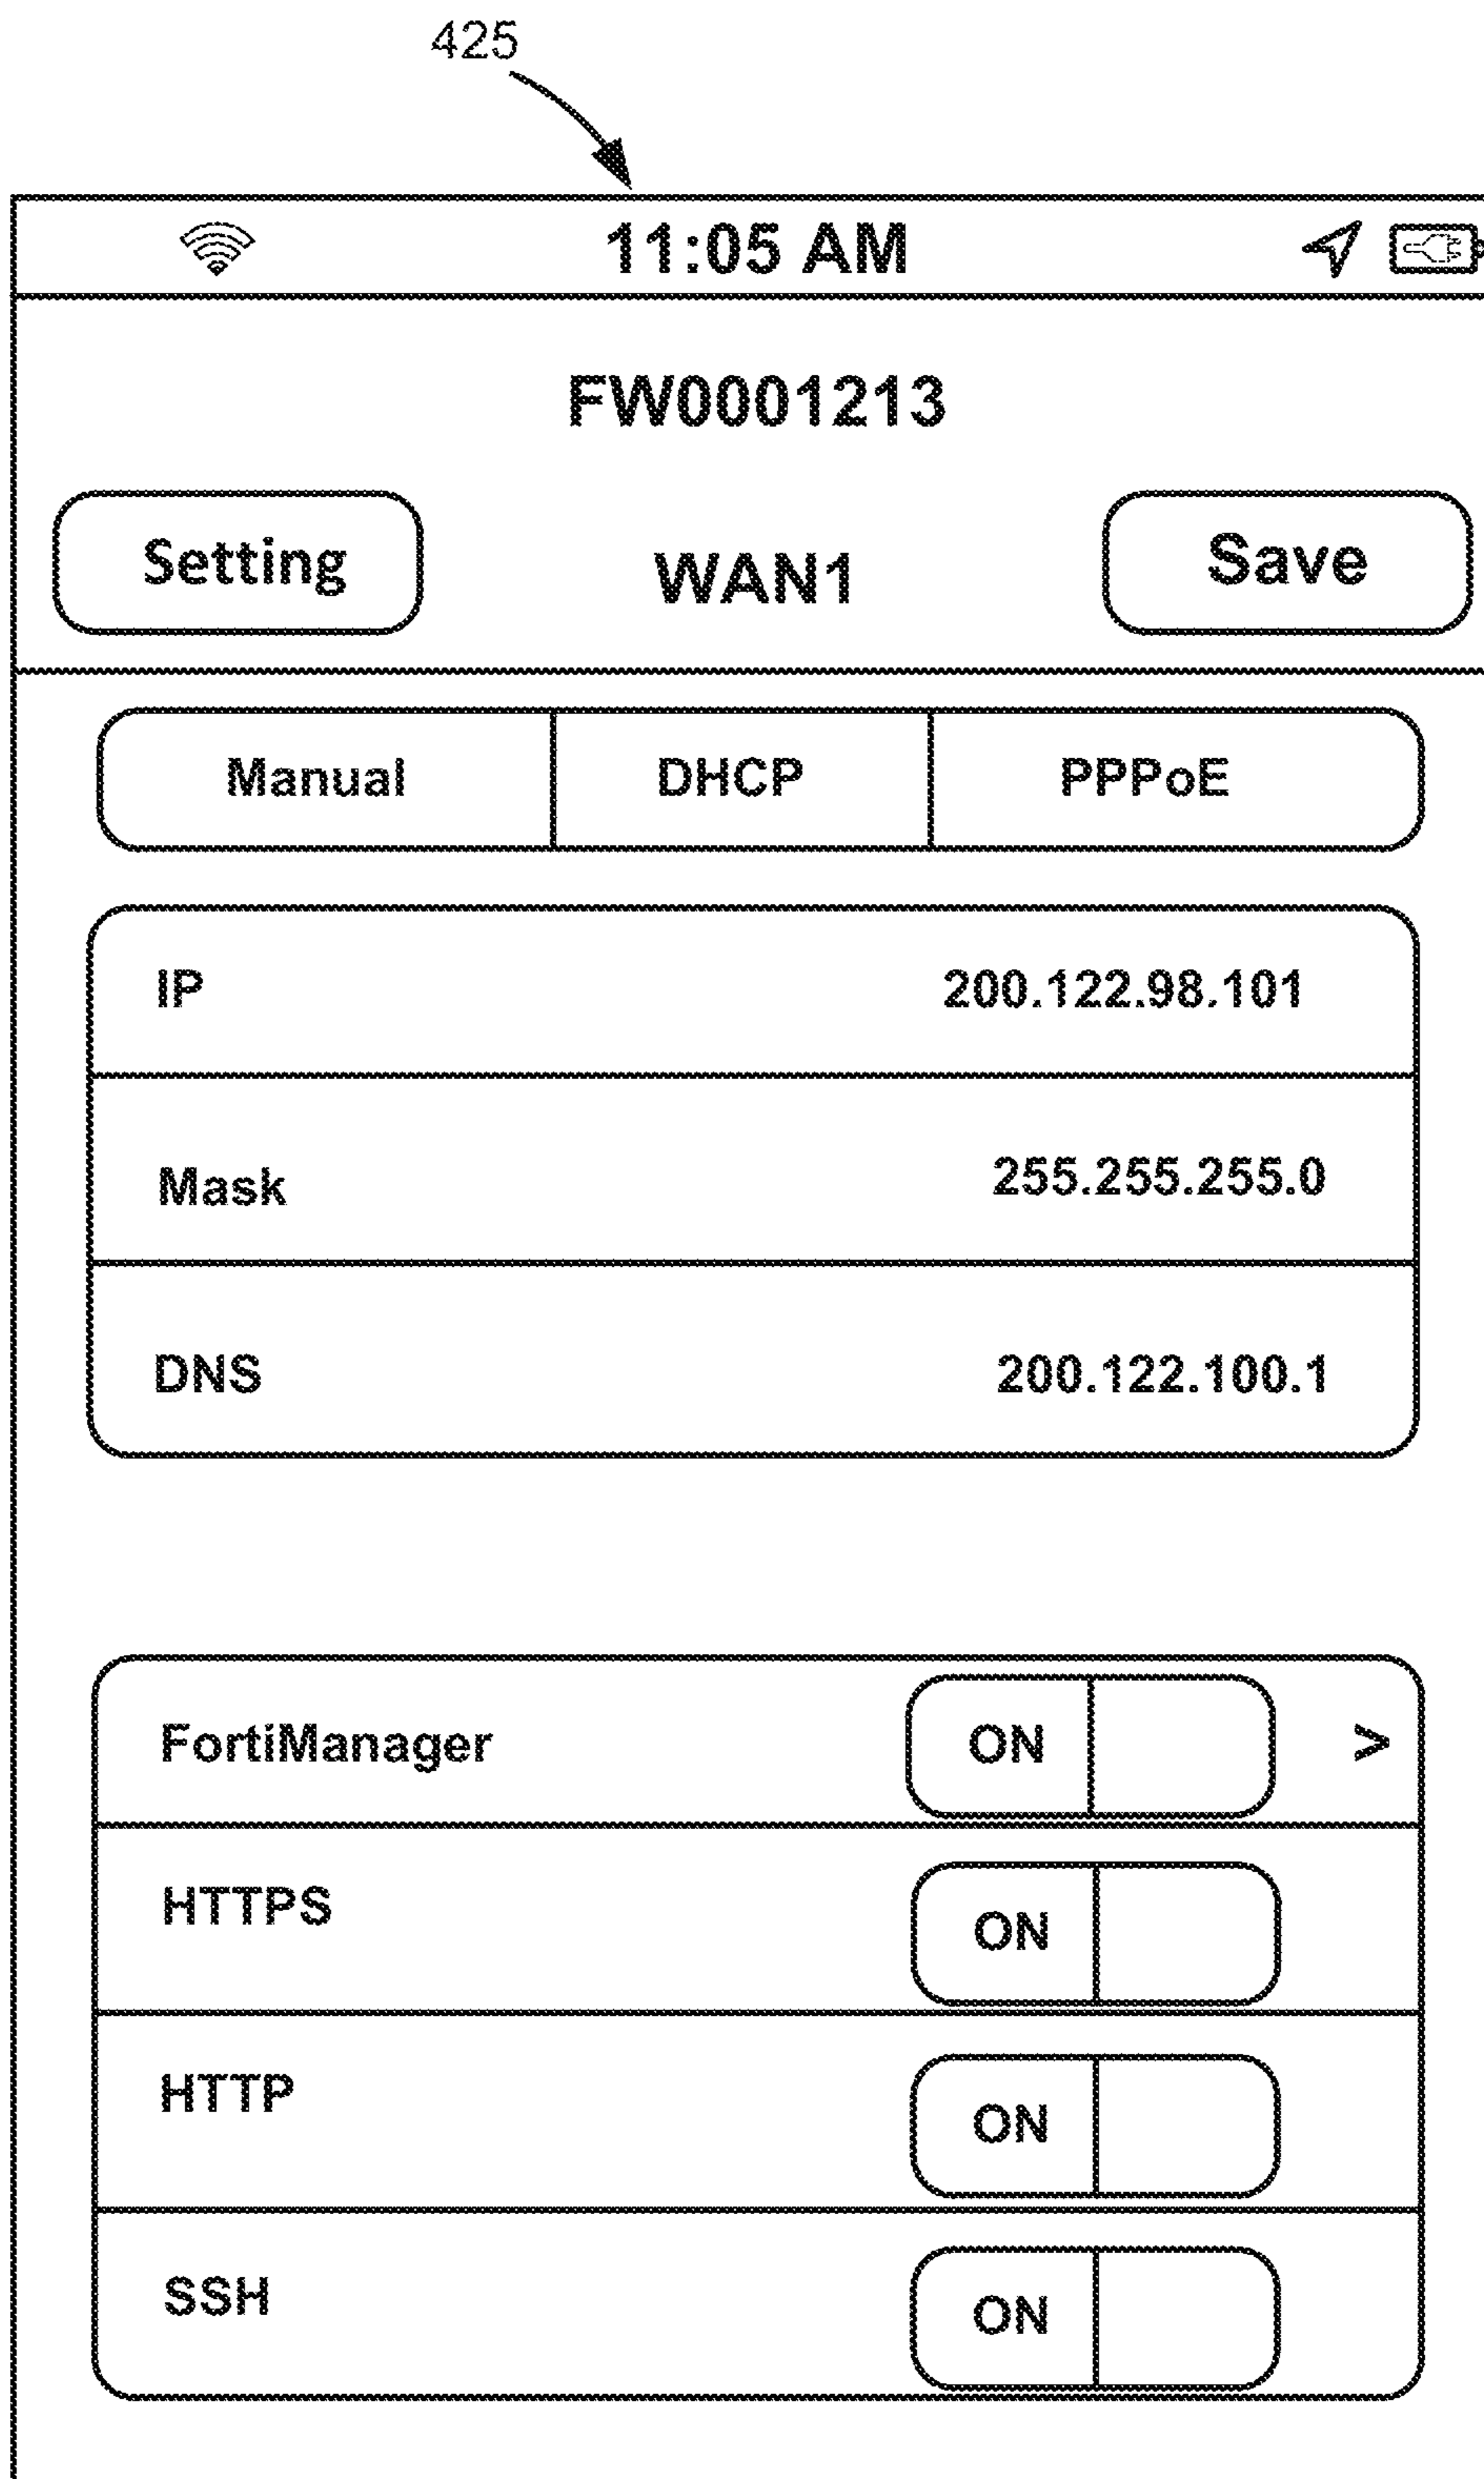 425
11:05 AM
FW0001213
Setting WAN1 Save
Manual DHCP PPPoE
IP 200.122.98.101
Mask 255.255.255.0
DNS 200.122.100.1
FortiManager ON >
HTTPS ON
HTTP ON
SSH ON